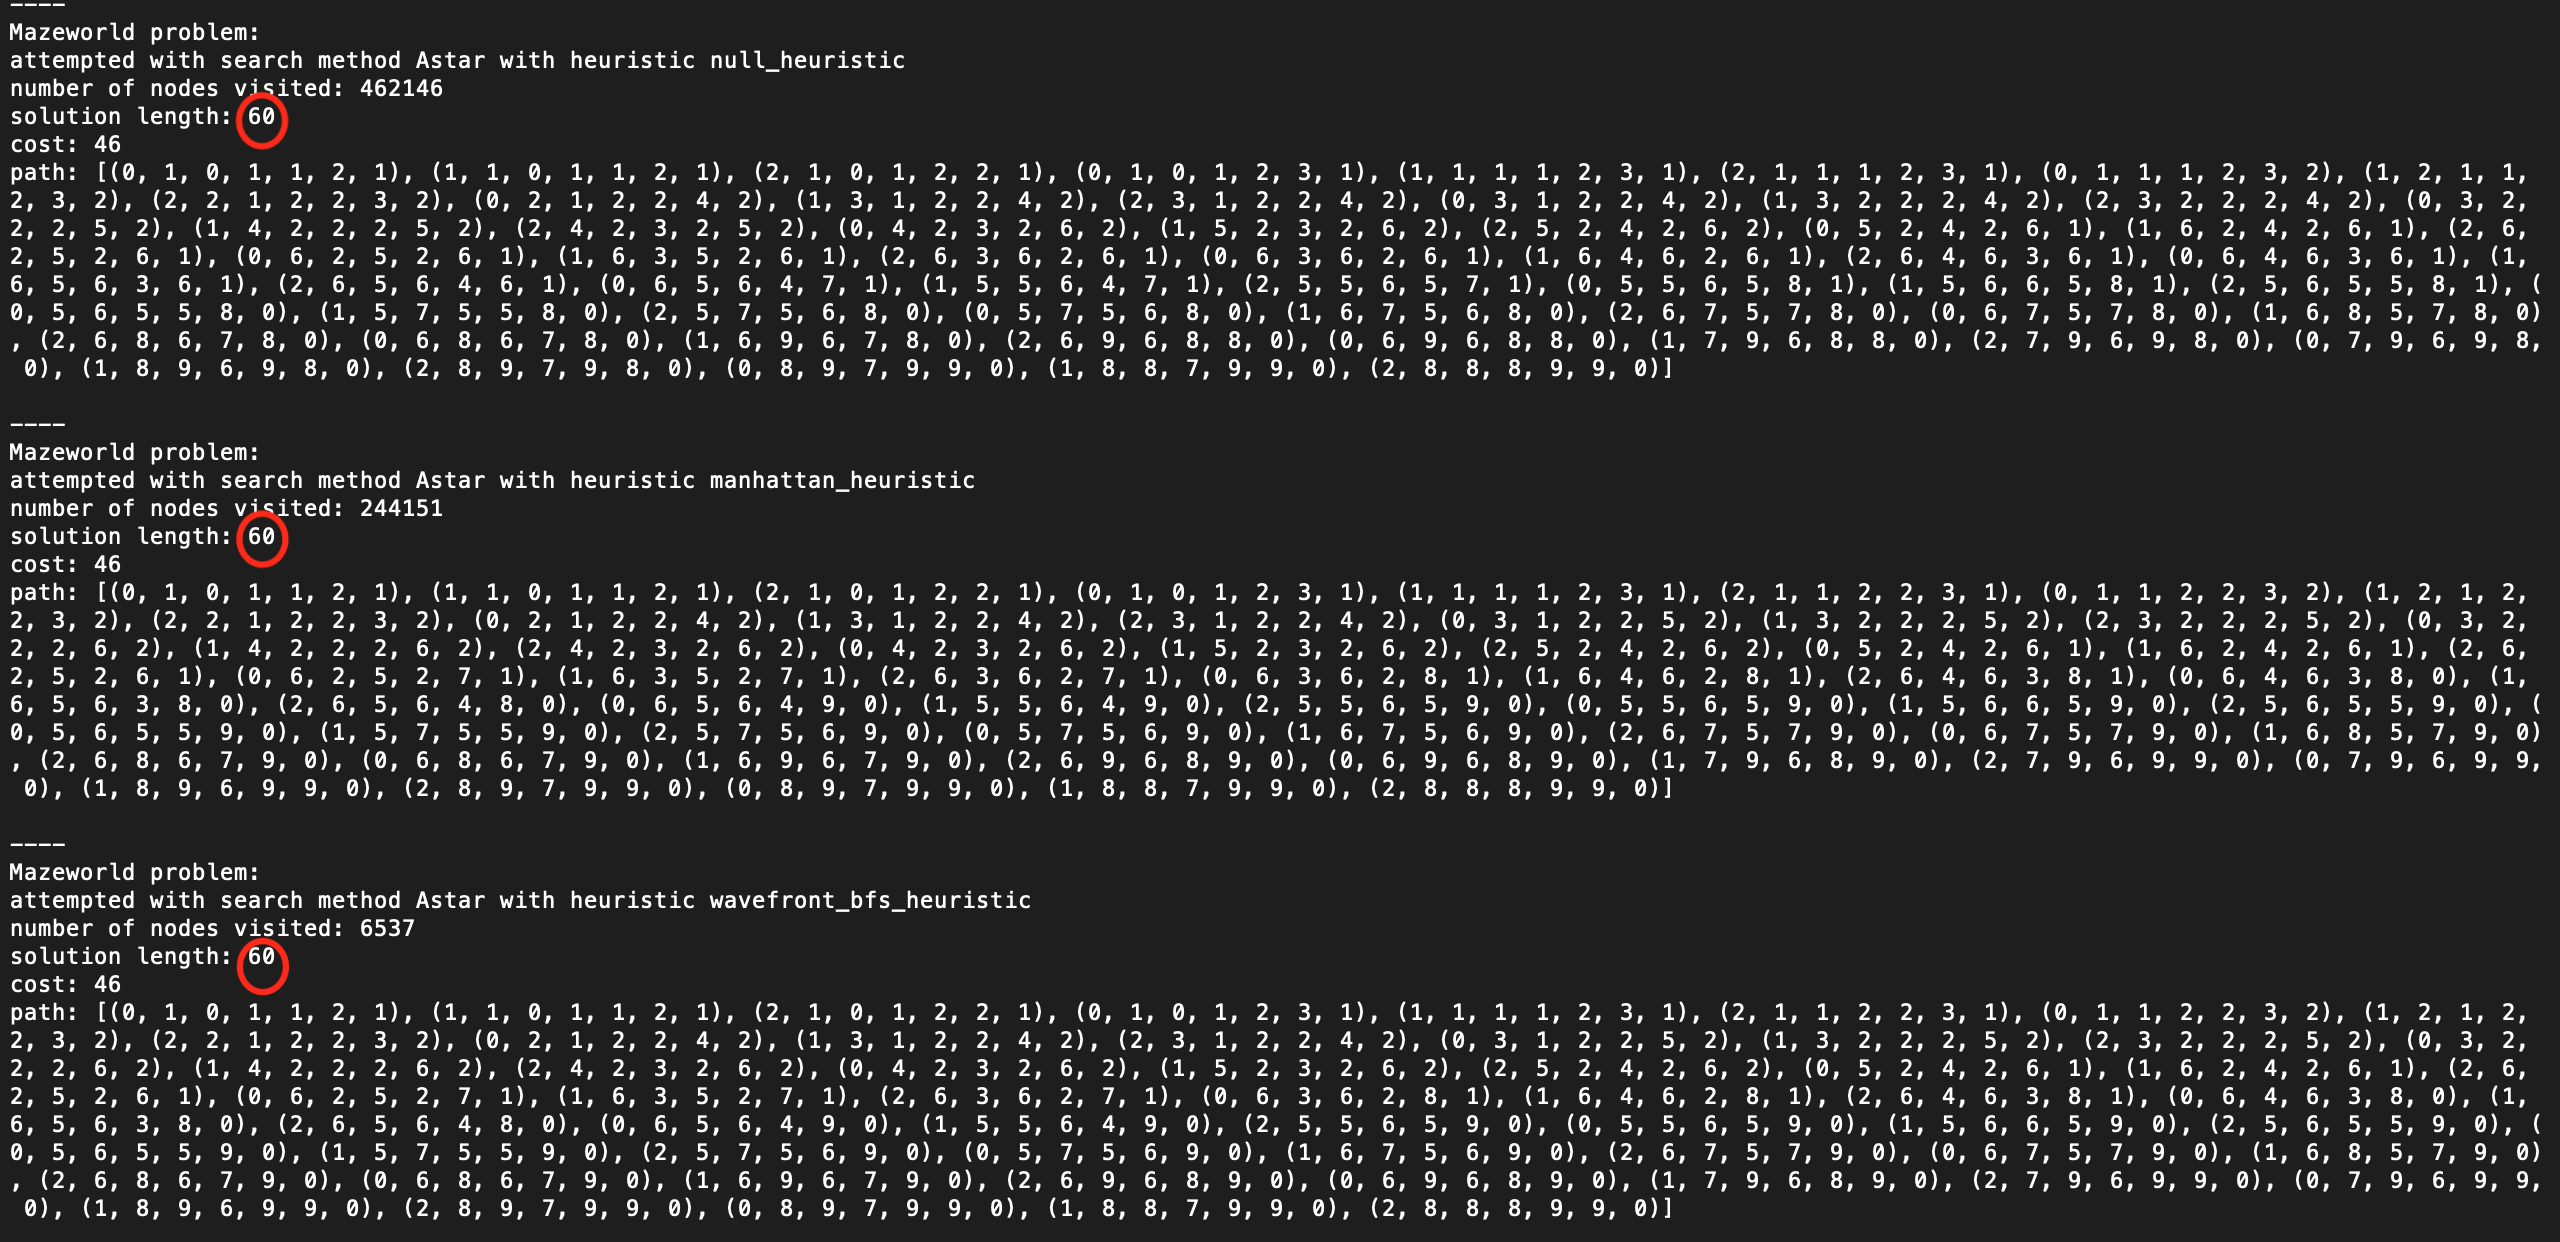 ----
Mazeworld problem:
attempted with search method Astar with heuristic null_heuristic
number of nodes visited: 462146
solution length: 60
cost: 46
path: [(0, 1, 0, 1, 1, 2, 1), (1, 1, 0, 1, 1, 2, 1), (2, 1, 0, 1, 2, 2, 1), (0, 1, 0, 1, 2, 3, 1), (1, 1, 1, 1, 2, 3, 1), (2, 1, 1, 1, 2, 3, 1), (0, 1, 1, 1, 2, 3, 2), (1, 2, 1, 1,
2, 3, 2), (2, 2, 1, 2, 2, 3, 2), (0, 2, 1, 2, 2, 4, 2), (1, 3, 1, 2, 2, 4, 2), (2, 3, 1, 2, 2, 4, 2), (0, 3, 1, 2, 2, 4, 2), (1, 3, 2, 2, 2, 4, 2), (2, 3, 2, 2, 2, 4, 2), (0, 3, 2,
2, 2, 5, 2), (1, 4, 2, 2, 2, 5, 2), (2, 4, 2, 3, 2, 5, 2), (0, 4, 2, 3, 2, 6, 2), (1, 5, 2, 3, 2, 6, 2), (2, 5, 2, 4, 2, 6, 2), (0, 5, 2, 4, 2, 6, 1), (1, 6, 2, 4, 2, 6, 1), (2, 6,
2, 5, 2, 6, 1), (0, 6, 2, 5, 2, 6, 1), (1, 6, 3, 5, 2, 6, 1), (2, 6, 3, 6, 2, 6, 1), (0, 6, 3, 6, 2, 6, 1), (1, 6, 4, 6, 2, 6, 1), (2, 6, 4, 6, 3, 6, 1), (0, 6, 4, 6, 3, 6, 1), (1,
6, 5, 6, 3, 6, 1), (2, 6, 5, 6, 4, 6, 1), (0, 6, 5, 6, 4, 7, 1), (1, 5, 5, 6, 4, 7, 1), (2, 5, 5, 6, 5, 7, 1), (0, 5, 5, 6, 5, 8, 1), (1, 5, 6, 6, 5, 8, 1), (2, 5, 6, 5, 5, 8, 1), (
0, 5, 6, 5, 5, 8, 0), (1, 5, 7, 5, 5, 8, 0), (2, 5, 7, 5, 6, 8, 0), (0, 5, 7, 5, 6, 8, 0), (1, 6, 7, 5, 6, 8, 0), (2, 6, 7, 5, 7, 8, 0), (0, 6, 7, 5, 7, 8, 0), (1, 6, 8, 5, 7, 8, 0)
, (2, 6, 8, 6, 7, 8, 0), (0, 6, 8, 6, 7, 8, 0), (1, 6, 9, 6, 7, 8, 0), (2, 6, 9, 6, 8, 8, 0), (0, 6, 9, 6, 8, 8, 0), (1, 7, 9, 6, 8, 8, 0), (2, 7, 9, 6, 9, 8, 0), (0, 7, 9, 6, 9, 8,
0), (1, 8, 9, 6, 9, 8, 0), (2, 8, 9, 7, 9, 8, 0), (0, 8, 9, 7, 9, 9, 0), (1, 8, 8, 7, 9, 9, 0), (2, 8, 8, 8, 9, 9, 0)]
----
Mazeworld problem:
attempted with search method Astar with heuristic manhattan_heuristic
number of nodes visited: 244151
solution length: 60
cost: 46
path: [(0, 1, 0, 1, 1, 2, 1), (1, 1, 0, 1, 1, 2, 1), (2, 1, 0, 1, 2, 2, 1), (0, 1, 0, 1, 2, 3, 1), (1, 1, 1, 1, 2, 3, 1), (2, 1, 1, 2, 2, 3, 1), (0, 1, 1, 2, 2, 3, 2), (1, 2, 1, 2,
2, 3, 2), (2, 2, 1, 2, 2, 3, 2), (0, 2, 1, 2, 2, 4, 2), (1, 3, 1, 2, 2, 4, 2), (2, 3, 1, 2, 2, 4, 2), (0, 3, 1, 2, 2, 5, 2), (1, 3, 2, 2, 2, 5, 2), (2, 3, 2, 2, 2, 5, 2), (0, 3, 2,
2, 2, 6, 2), (1, 4, 2, 2, 2, 6, 2), (2, 4, 2, 3, 2, 6, 2), (0, 4, 2, 3, 2, 6, 2), (1, 5, 2, 3, 2, 6, 2), (2, 5, 2, 4, 2, 6, 2), (0, 5, 2, 4, 2, 6, 1), (1, 6, 2, 4, 2, 6, 1), (2, 6,
2, 5, 2, 6, 1), (0, 6, 2, 5, 2, 7, 1), (1, 6, 3, 5, 2, 7, 1), (2, 6, 3, 6, 2, 7, 1), (0, 6, 3, 6, 2, 8, 1), (1, 6, 4, 6, 2, 8, 1), (2, 6, 4, 6, 3, 8, 1), (0, 6, 4, 6, 3, 8, 0), (1,
6, 5, 6, 3, 8, 0), (2, 6, 5, 6, 4, 8, 0), (0, 6, 5, 6, 4, 9, 0), (1, 5, 5, 6, 4, 9, 0), (2, 5, 5, 6, 5, 9, 0), (0, 5, 5, 6, 5, 9, 0), (1, 5, 6, 6, 5, 9, 0), (2, 5, 6, 5, 5, 9, 0), (
0, 5, 6, 5, 5, 9, 0), (1, 5, 7, 5, 5, 9, 0), (2, 5, 7, 5, 6, 9, 0), (0, 5, 7, 5, 6, 9, 0), (1, 6, 7, 5, 6, 9, 0), (2, 6, 7, 5, 7, 9, 0), (0, 6, 7, 5, 7, 9, 0), (1, 6, 8, 5, 7, 9, 0)
, (2, 6, 8, 6, 7, 9, 0), (0, 6, 8, 6, 7, 9, 0), (1, 6, 9, 6, 7, 9, 0), (2, 6, 9, 6, 8, 9, 0), (0, 6, 9, 6, 8, 9, 0), (1, 7, 9, 6, 8, 9, 0), (2, 7, 9, 6, 9, 9, 0), (0, 7, 9, 6, 9, 9,
0), (1, 8, 9, 6, 9, 9, 0), (2, 8, 9, 7, 9, 9, 0), (0, 8, 9, 7, 9, 9, 0), (1, 8, 8, 7, 9, 9, 0), (2, 8, 8, 8, 9, 9, 0)]
----
Mazeworld problem:
attempted with search method Astar with heuristic wavefront_bfs_heuristic
number of nodes visited: 6537
solution length: 60
cost: 46
path: [(0, 1, 0, 1, 1, 2, 1), (1, 1, 0, 1, 1, 2, 1), (2, 1, 0, 1, 2, 2, 1), (0, 1, 0, 1, 2, 3, 1), (1, 1, 1, 1, 2, 3, 1), (2, 1, 1, 2, 2, 3, 1), (0, 1, 1, 2, 2, 3, 2), (1, 2, 1, 2,
2, 3, 2), (2, 2, 1, 2, 2, 3, 2), (0, 2, 1, 2, 2, 4, 2), (1, 3, 1, 2, 2, 4, 2), (2, 3, 1, 2, 2, 4, 2), (0, 3, 1, 2, 2, 5, 2), (1, 3, 2, 2, 2, 5, 2), (2, 3, 2, 2, 2, 5, 2), (0, 3, 2,
2, 2, 6, 2), (1, 4, 2, 2, 2, 6, 2), (2, 4, 2, 3, 2, 6, 2), (0, 4, 2, 3, 2, 6, 2), (1, 5, 2, 3, 2, 6, 2), (2, 5, 2, 4, 2, 6, 2), (0, 5, 2, 4, 2, 6, 1), (1, 6, 2, 4, 2, 6, 1), (2, 6,
2, 5, 2, 6, 1), (0, 6, 2, 5, 2, 7, 1), (1, 6, 3, 5, 2, 7, 1), (2, 6, 3, 6, 2, 7, 1), (0, 6, 3, 6, 2, 8, 1), (1, 6, 4, 6, 2, 8, 1), (2, 6, 4, 6, 3, 8, 1), (0, 6, 4, 6, 3, 8, 0), (1,
6, 5, 6, 3, 8, 0), (2, 6, 5, 6, 4, 8, 0), (0, 6, 5, 6, 4, 9, 0), (1, 5, 5, 6, 4, 9, 0), (2, 5, 5, 6, 5, 9, 0), (0, 5, 5, 6, 5, 9, 0), (1, 5, 6, 6, 5, 9, 0), (2, 5, 6, 5, 5, 9, 0), (
0, 5, 6, 5, 5, 9, 0), (1, 5, 7, 5, 5, 9, 0), (2, 5, 7, 5, 6, 9, 0), (0, 5, 7, 5, 6, 9, 0), (1, 6, 7, 5, 6, 9, 0), (2, 6, 7, 5, 7, 9, 0), (0, 6, 7, 5, 7, 9, 0), (1, 6, 8, 5, 7, 9, 0)
, (2, 6, 8, 6, 7, 9, 0), (0, 6, 8, 6, 7, 9, 0), (1, 6, 9, 6, 7, 9, 0), (2, 6, 9, 6, 8, 9, 0), (0, 6, 9, 6, 8, 9, 0), (1, 7, 9, 6, 8, 9, 0), (2, 7, 9, 6, 9, 9, 0), (0, 7, 9, 6, 9, 9,
0), (1, 8, 9, 6, 9, 9, 0), (2, 8, 9, 7, 9, 9, 0), (0, 8, 9, 7, 9, 9, 0), (1, 8, 8, 7, 9, 9, 0), (2, 8, 8, 8, 9, 9, 0)]